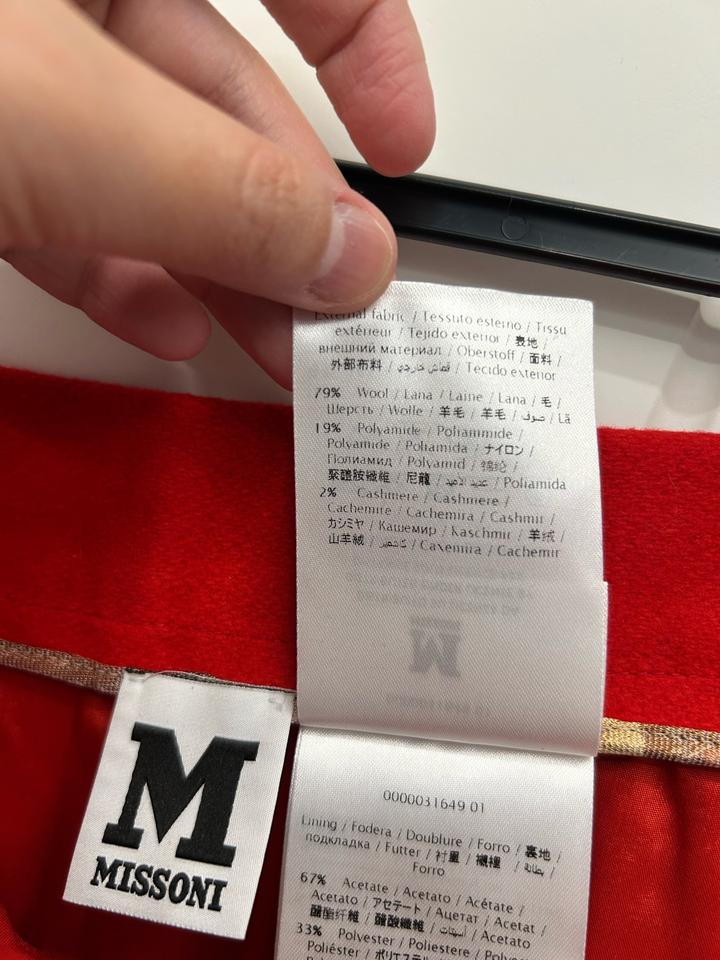 External fabric / Tessuto esterno / Tissu
extérieur / Tejido exterior / 表地 /
внешний материал / Oberstoff / 面料 /
外部布料 / قماش خارجي / Tecido exterior
79% Wool / Lana / Laine / Lana / 毛 /
Шерсть / Wolle / 羊毛 / 羊毛 / صوف / Lã
19% Polyamide / Poliammide /
Polyamide / Poliamida / ナイロン /
Полиамид / Polyamid / 锦纶 /
聚醯胺纖維 / 尼龍 / / Poliamida
2% Cashmere / Cashmere /
Cachemire / Cachemira / Cashmir /
カシミヤ / Кашемир / Kaschmir / 羊绒 /
山羊絨 / كاشمير / Caxemira / Cachemir
0000031649 01
Lining / Fodera / Doublure / Forro / 裏地 /
подкладка / Futter / 衬里 / 襯裡 / بطانة /
Forro
67% Acetate / Acetato / Acétate /
Acetato / アセテート / Ацетат / Acetat /
醋酯纤维 / 醋酸纖維 / أسيتات / Acetato
33% Polyester / Poliestere / Polyes
Poliéster / ポリエステル
M
MISSONI